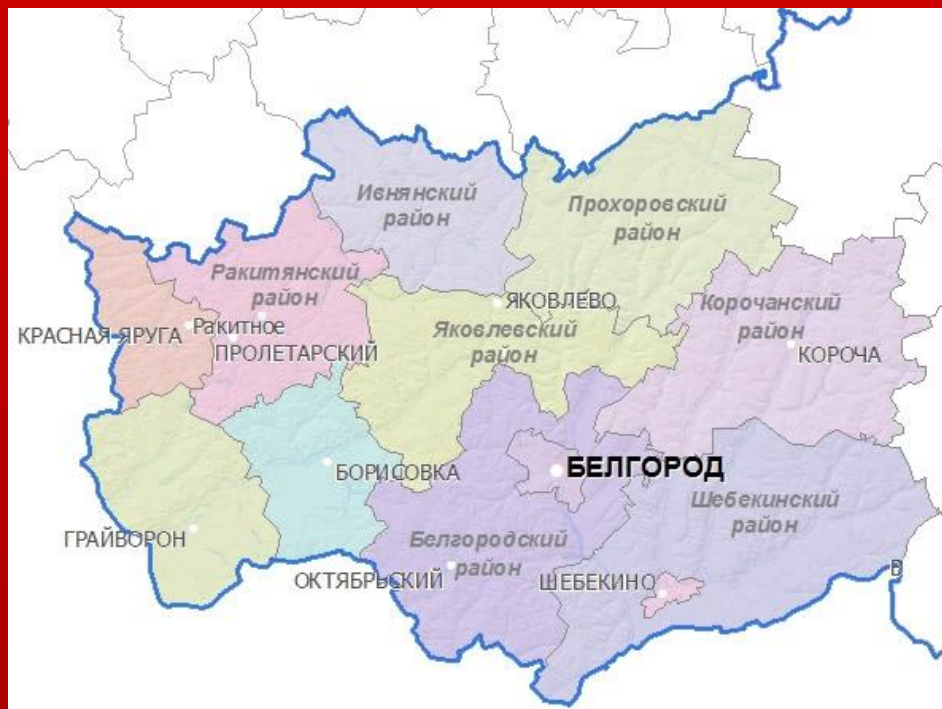 Ивнянский
район
Прохоровский
район
Ракитянский
район
ЯКОВЛЕВО
Корочанский
район
КРАСНАЯ ЯРУГА
Ракитное
Яковлевский
район
ПРОЛЕТАРСКИЙ
КОРОЧА
БОРИСОВКА
БЕЛГОРОД
Шебекинский
район
ГРАЙВОРОН
Белгородский
район
ОКТЯБРЬСКИЙ
ШЕБЕКИНО
В